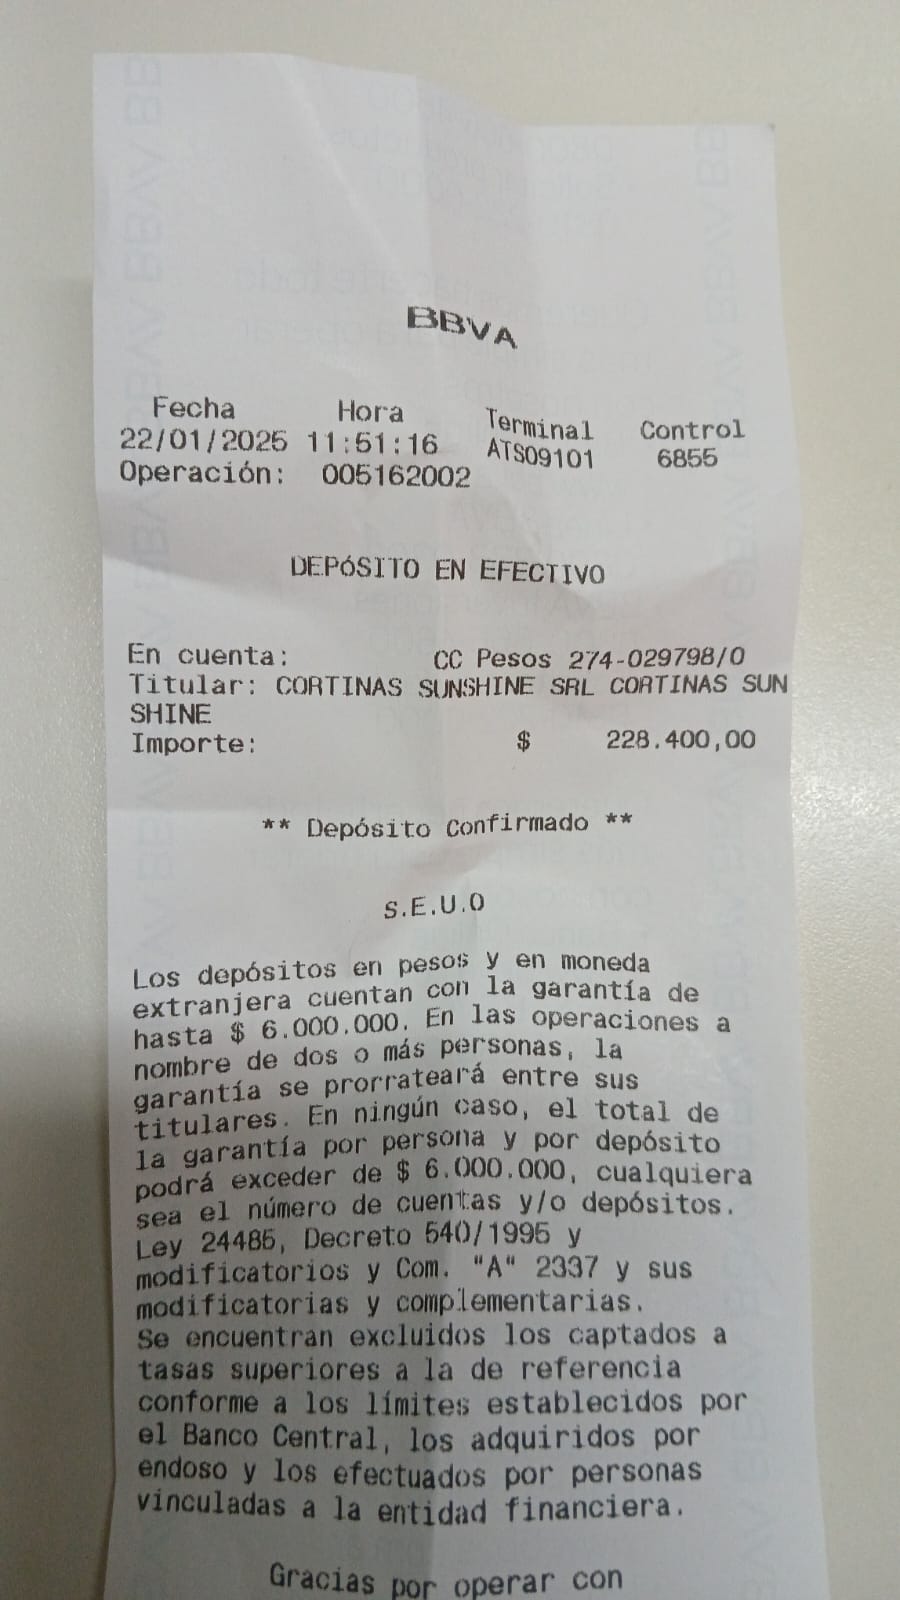 BBVA
Fecha Hora Terminal Control
22/01/2025 11:51:16 ATS09101 6855
Operación: 005162002
DEPÓSITO EN EFECTIVO
En cuenta: CC Pesos 274-029798/0
Titular: CORTINAS SUNSHINE SRL CORTINAS SUN
SHINE
Importe: $ 228.400,00
** Depósito Confirmado **
S.E.U.O
Los depósitos en pesos y en moneda
extranjera cuentan con la garantía de
hasta $ 6.000.000. En las operaciones a
nombre de dos o más personas, la
garantía se prorrateará entre sus
titulares. En ningún caso, el total de
la garantía por persona y por depósito
podrá exceder de $ 6.000.000, cualquiera
sea el número de cuentas y/o depósitos.
Ley 24485, Decreto 540/1995 y
modificatorios y Com. "A" 2337 y sus
modificatorias y complementarias.
Se encuentran excluidos los captados a
tasas superiores a la de referencia
conforme a los límites establecidos por
el Banco Central, los adquiridos por
endoso y los efectuados por personas
vinculadas a la entidad financiera.
Gracias por operar con